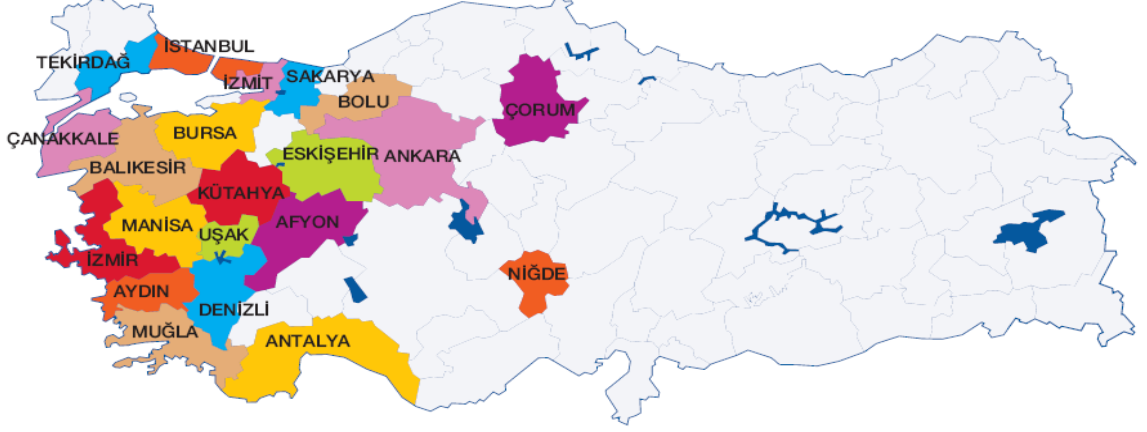 İSTANBUL
TEKİRDAĞ
İZMİT
SAKARYA
BOLU
ÇORUM
ÇANAKKALE
BURSA
ESKİŞEHİR
ANKARA
BALIKESİR
KÜTAHYA
MANİSA
UŞAK
AFYON
İZMİR
NİĞDE
AYDIN
DENİZLİ
MUĞLA
ANTALYA